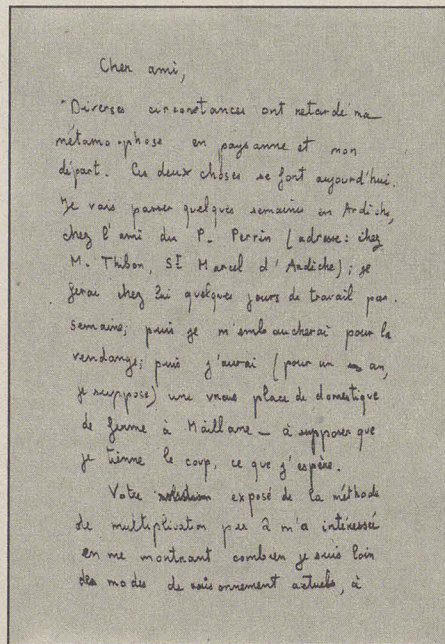 Cher ami,
Diverses circonstances ont retardé ma
métamorphose en paysanne et mon
départ. Ces deux choses se font aujourd'hui.
Je vais passer quelques semaines en Ardèche,
chez l'ami du P. Perrin (adresse: chez
M. Thibon, St Marcel d'Ardèche); je
ferai chez lui quelques jours de travail par
semaine; puis je m'embaucherai pour la
vendange; puis j'aurai (pour un an,
je suppose) une vraie place de domestique
de ferme à Maillane — à supposer que
je tienne le coup, ce que j'espère.
Votre exposé de la méthode
de multiplication par 2 m'a intéressée
en me montrant combien je suis loin
des modes de raisonnement actuels, à